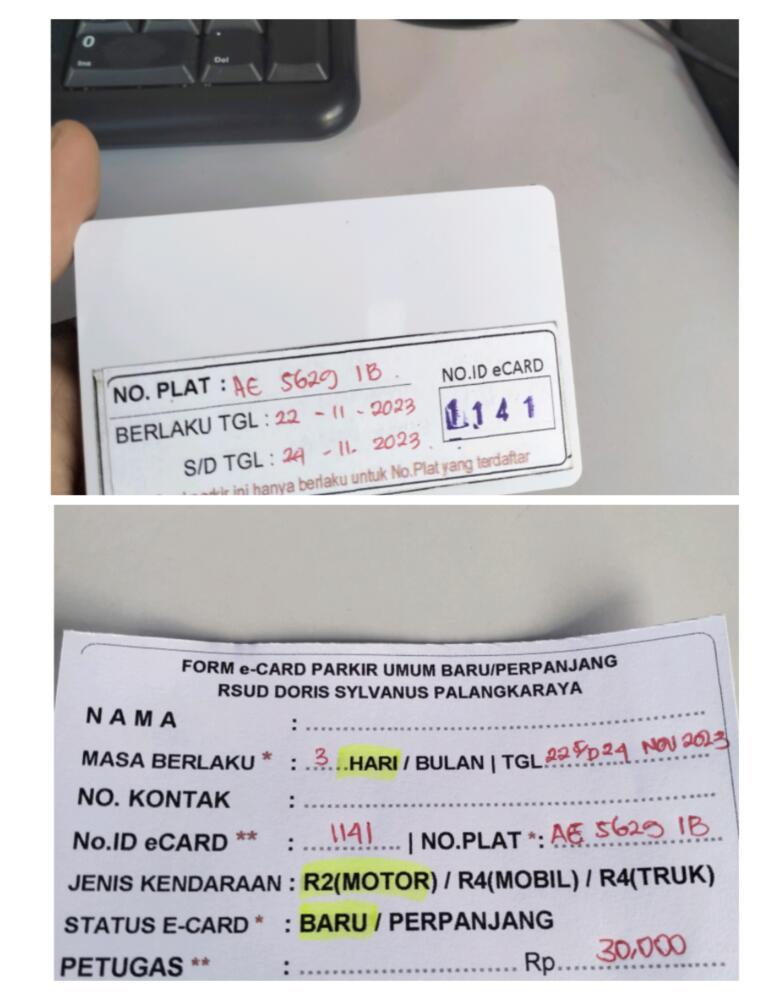 0
Ins
.
Del
NO. PLAT : AE 5629 IB.
NO.ID eCARD
BERLAKU TGL : 22 - 11 - 2023
1141
S/D TGL : 24 - 11. 2023.
ini hanya berlaku untuk No.Plat yang terdaftar
FORM e-CARD PARKIR UMUM BARU/PERPANJANG
RSUD DORIS SYLVANUS PALANGKARAYA
NAMA :
MASA BERLAKU * : 3 HARI / BULAN | TGL 22 S/D 24 NOV 2023
NO. KONTAK :
No.ID eCARD ** : 1141 | NO.PLAT *: AE 5629 IB
JENIS KENDARAAN : R2(MOTOR) / R4(MOBIL) / R4(TRUK)
STATUS E-CARD * : BARU / PERPANJANG
PETUGAS ** : Rp 30,000